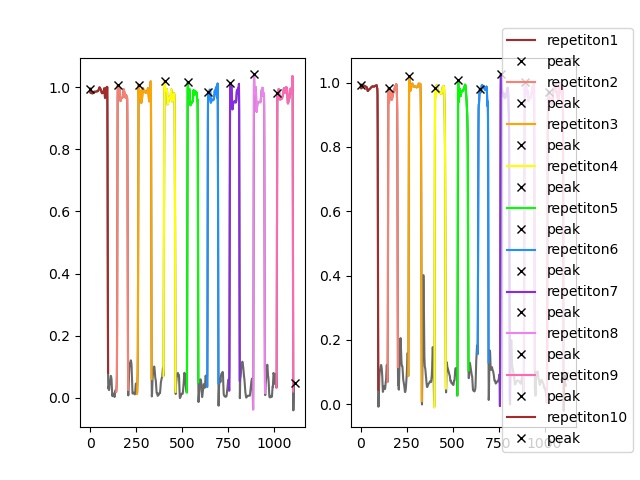 1.0
0.8
0.6
0.4
0.2
0.0
0
250
500
750
1000
1.0
0.8
0.6
0.4
0.2
0.0
0
250
500
750
1000
repetiton1
peak
repetiton2
peak
repetiton3
peak
repetiton4
peak
repetiton5
peak
repetiton6
peak
repetiton7
peak
repetiton8
peak
repetiton9
peak
repetiton10
peak